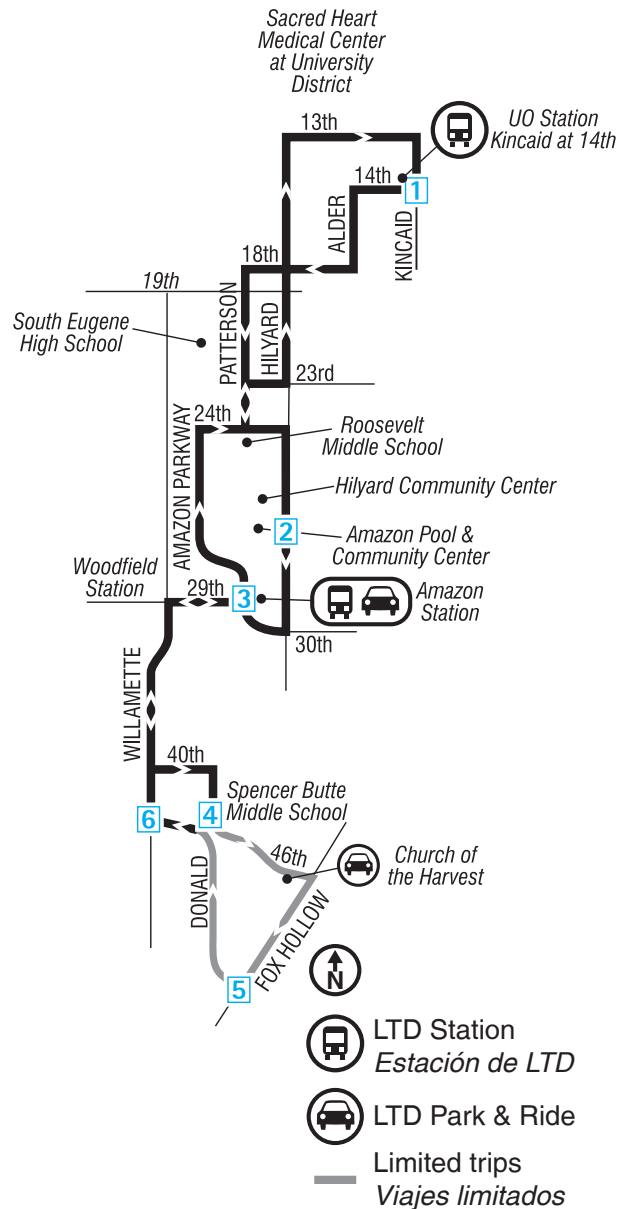 Sacred Heart
Medical Center
at University
District
13th
UO Station
Kincaid at 14th
14th
1
ALDER
KINCAID
18th
19th
South Eugene
High School
PATTERSON
HILYARD
23rd
24th
AMAZON PARKWAY
Roosevelt
Middle School
Hilyard Community Center
2
Amazon Pool &
Community Center
Woodfield
Station
29th
3
Amazon
Station
30th
WILLAMETTE
40th
Spencer Butte
Middle School
6
4
46th
Church of
the Harvest
DONALD
FOX HOLLOW
5
N
LTD Station
Estación de LTD
LTD Park & Ride
Limited trips
Viajes limitados